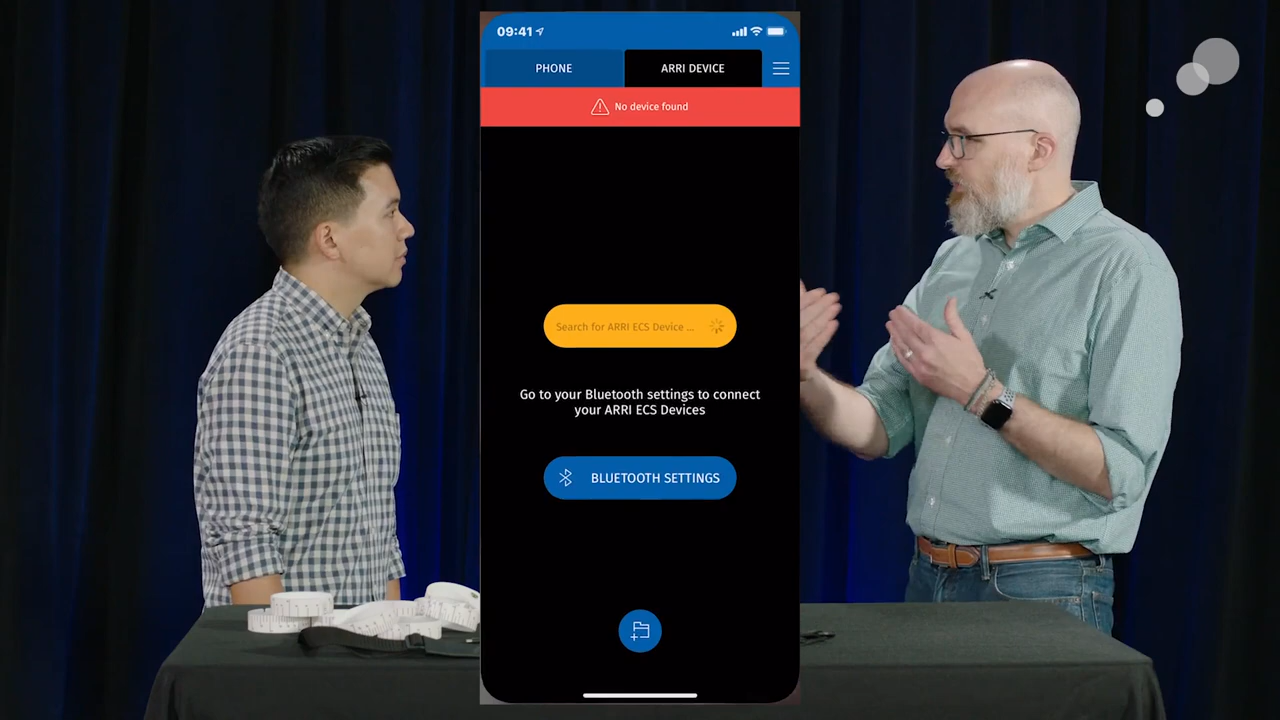 09:41
PHONE
ARRI DEVICE
No device found
Search for ARRI ECS Device ...
Go to your Bluetooth settings to connect
your ARRI ECS Devices
BLUETOOTH SETTINGS